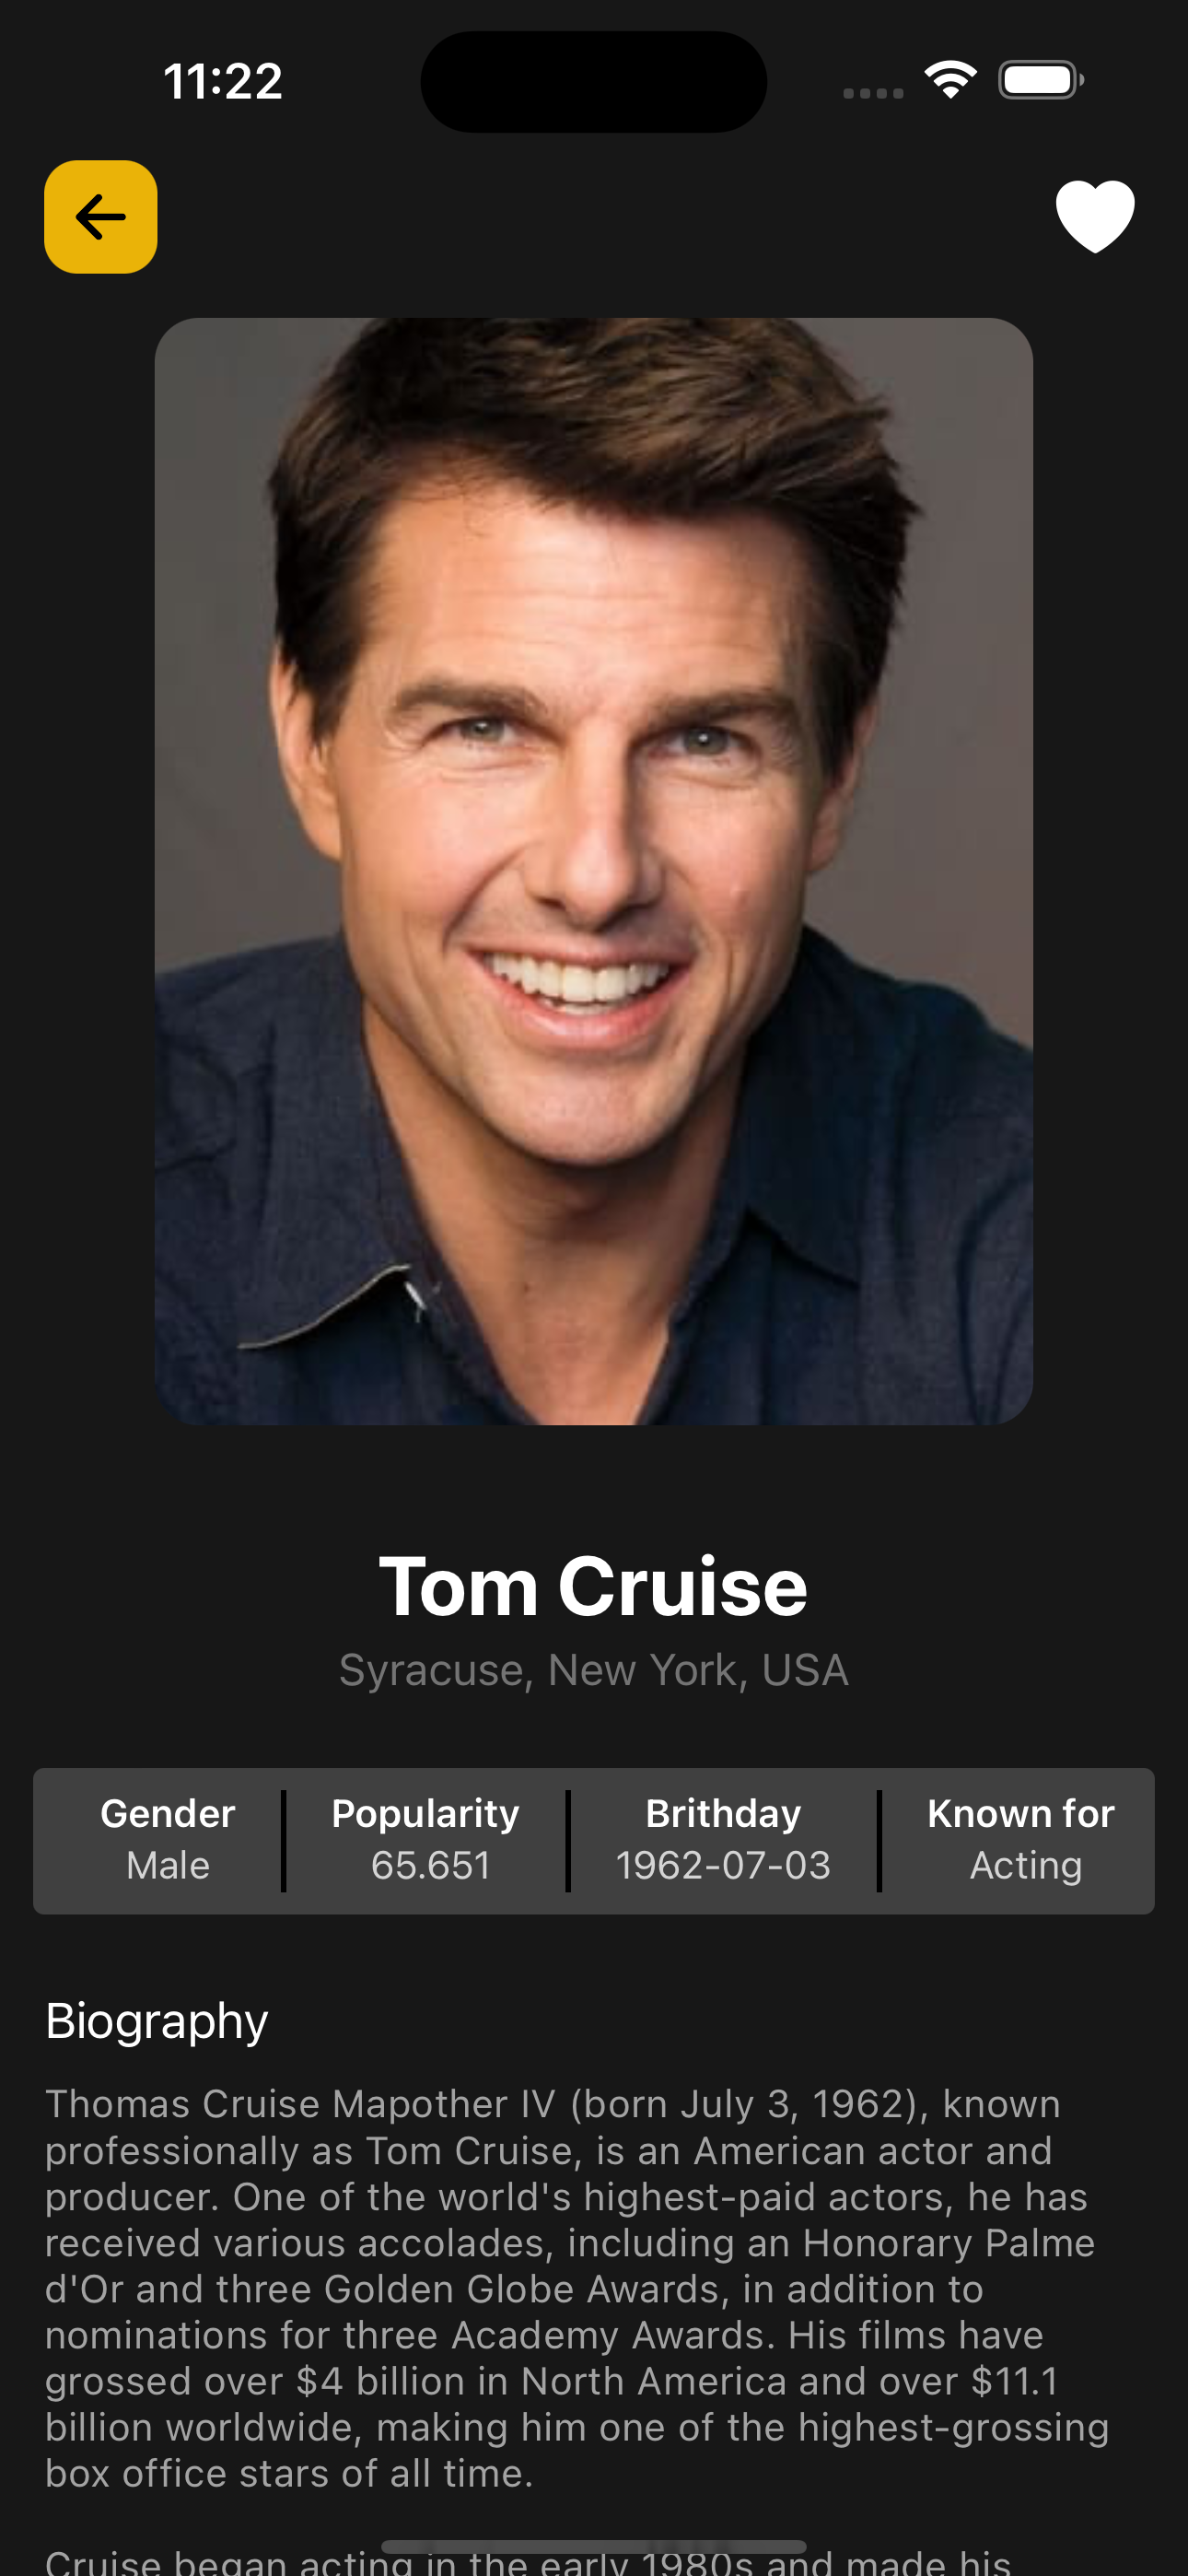 11:22
Tom Cruise
Syracuse, New York, USA
Gender Popularity Brithday Known for
Male 65.651 1962-07-03 Acting
Biography
Thomas Cruise Mapother IV (born July 3, 1962), known
professionally as Tom Cruise, is an American actor and
producer. One of the world's highest-paid actors, he has
received various accolades, including an Honorary Palme
d'Or and three Golden Globe Awards, in addition to
nominations for three Academy Awards. His films have
grossed over $4 billion in North America and over $11.1
billion worldwide, making him one of the highest-grossing
box office stars of all time.
Cruise began acting in the early 1980s and made his